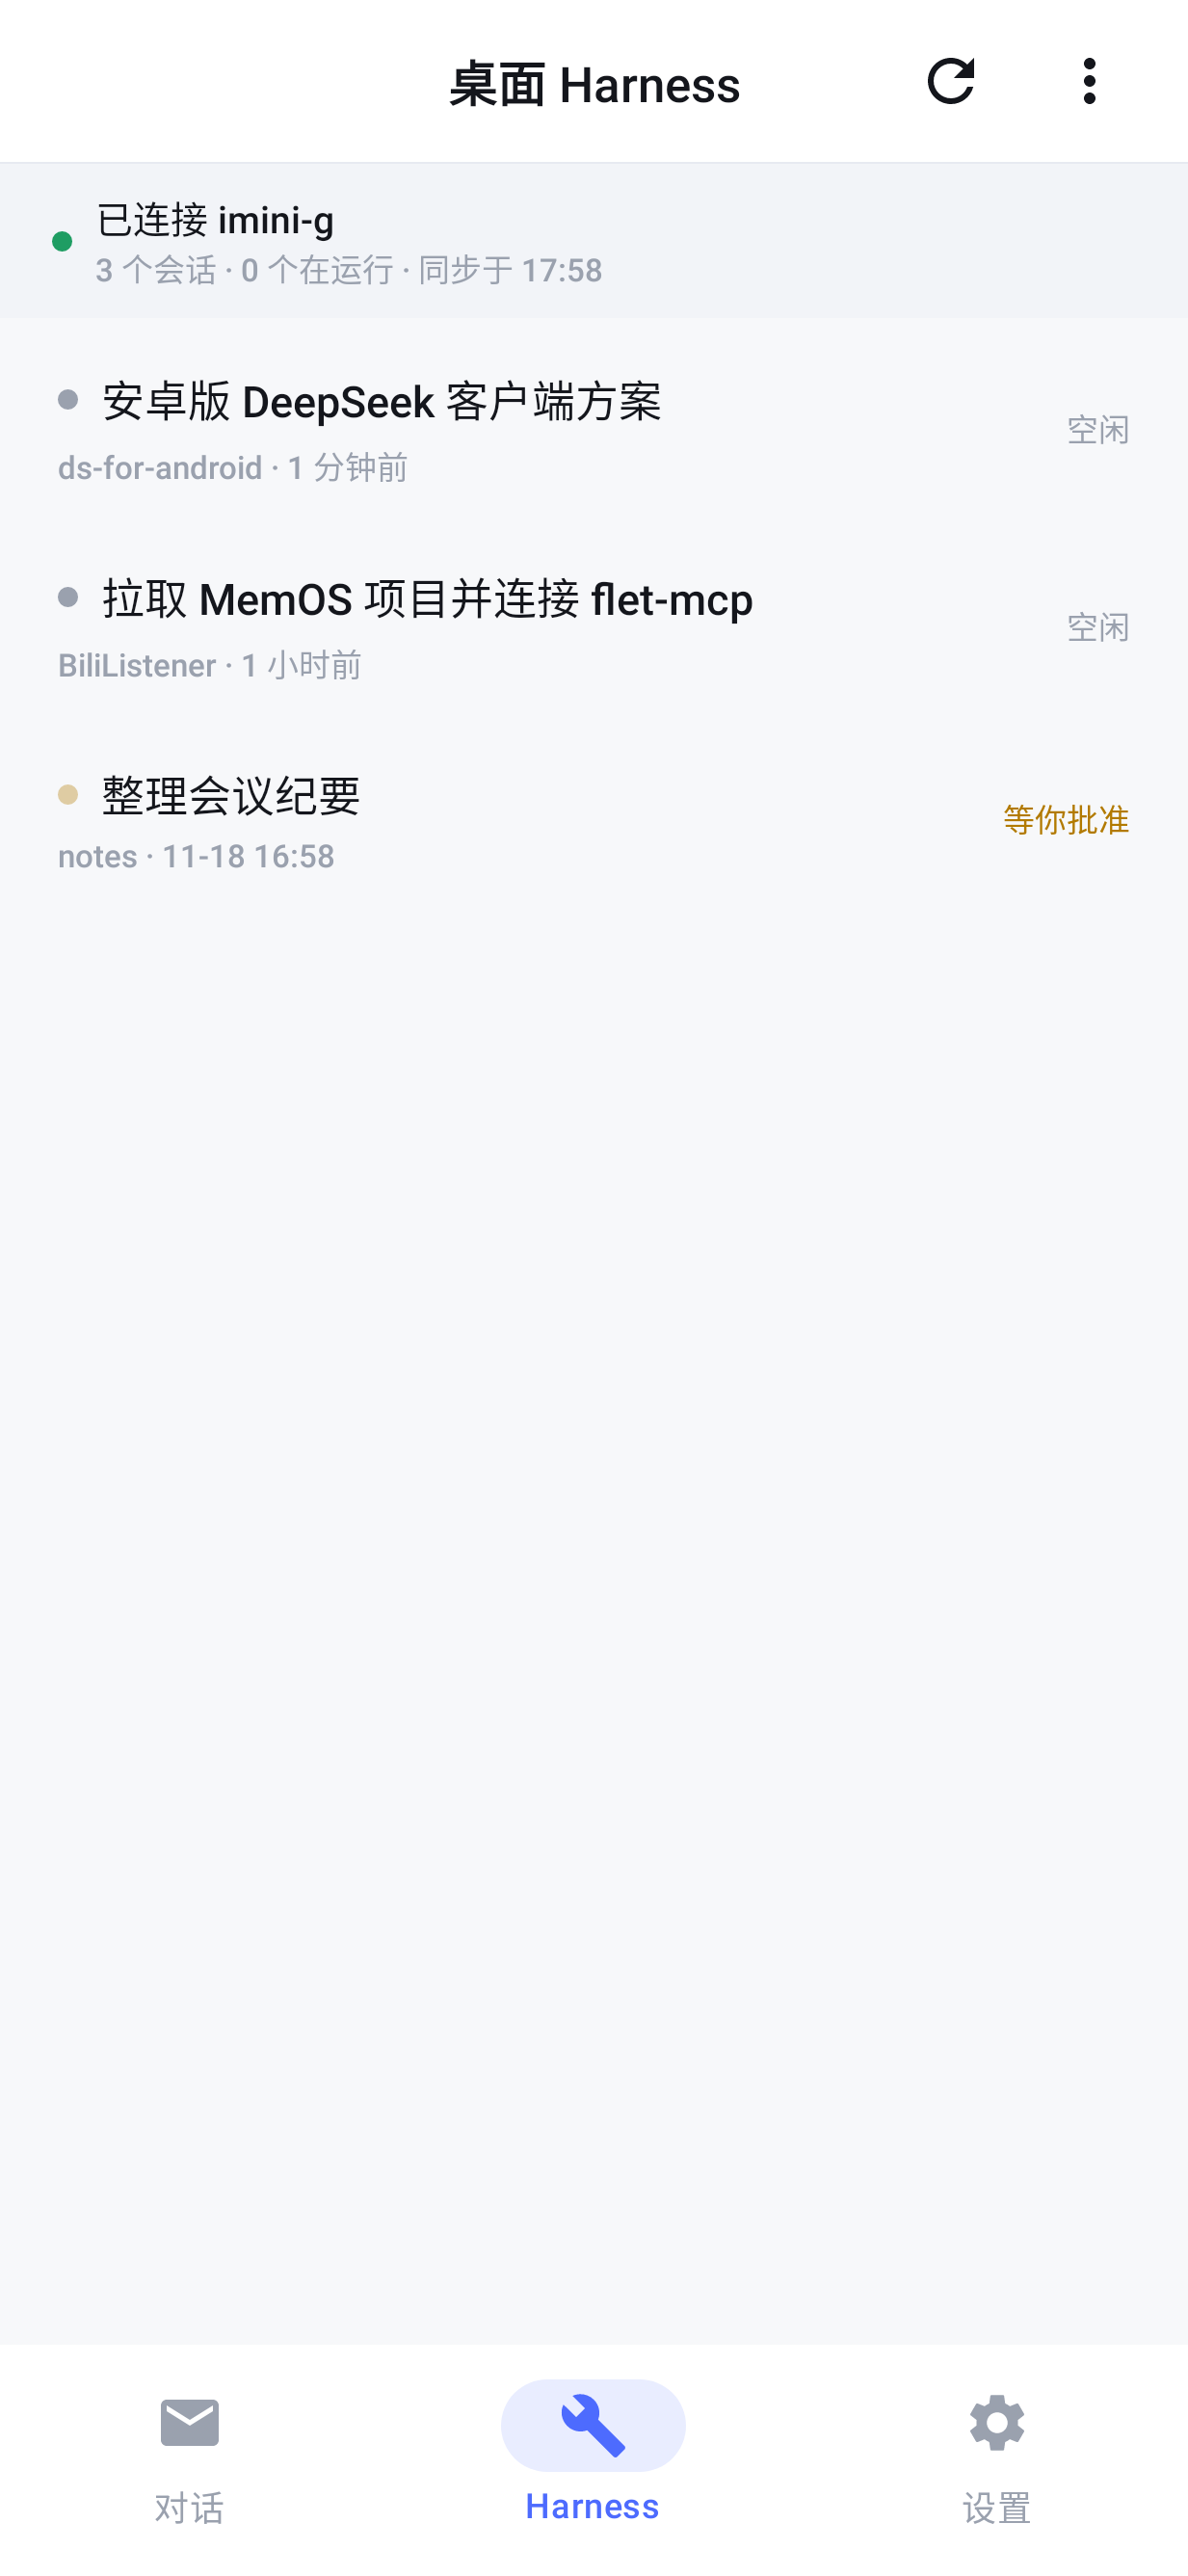 桌面 Harness
已连接 imini-g
3 个会话 · 0 个在运行 · 同步于 17:58
安卓版 DeepSeek 客户端方案
空闲
ds-for-android · 1 分钟前
拉取 MemOS 项目并连接 flet-mcp
空闲
BiliListener · 1 小时前
整理会议纪要
等你批准
notes · 11-18 16:58
对话
Harness
设置